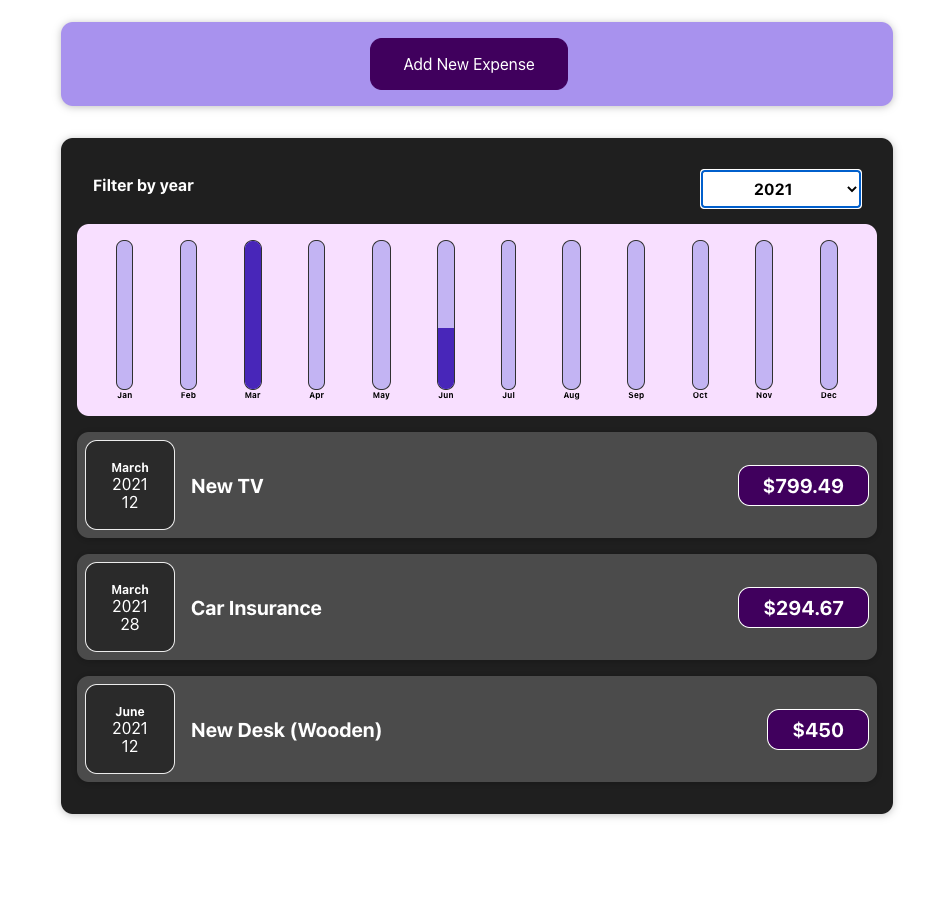 Add New Expense
Filter by year
2021
Jan Feb Mar Apr May Jun Jul Aug Sep Oct Nov Dec
March
2021
12
New TV
$799.49
March
2021
28
Car Insurance
$294.67
June
2021
12
New Desk (Wooden)
$450